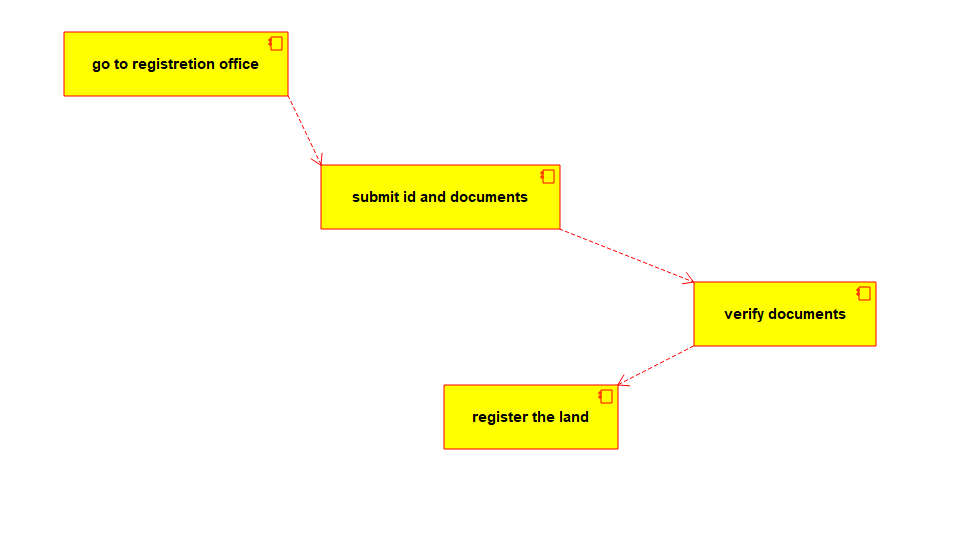 go to registretion office
submit id and documents
verify documents
register the land